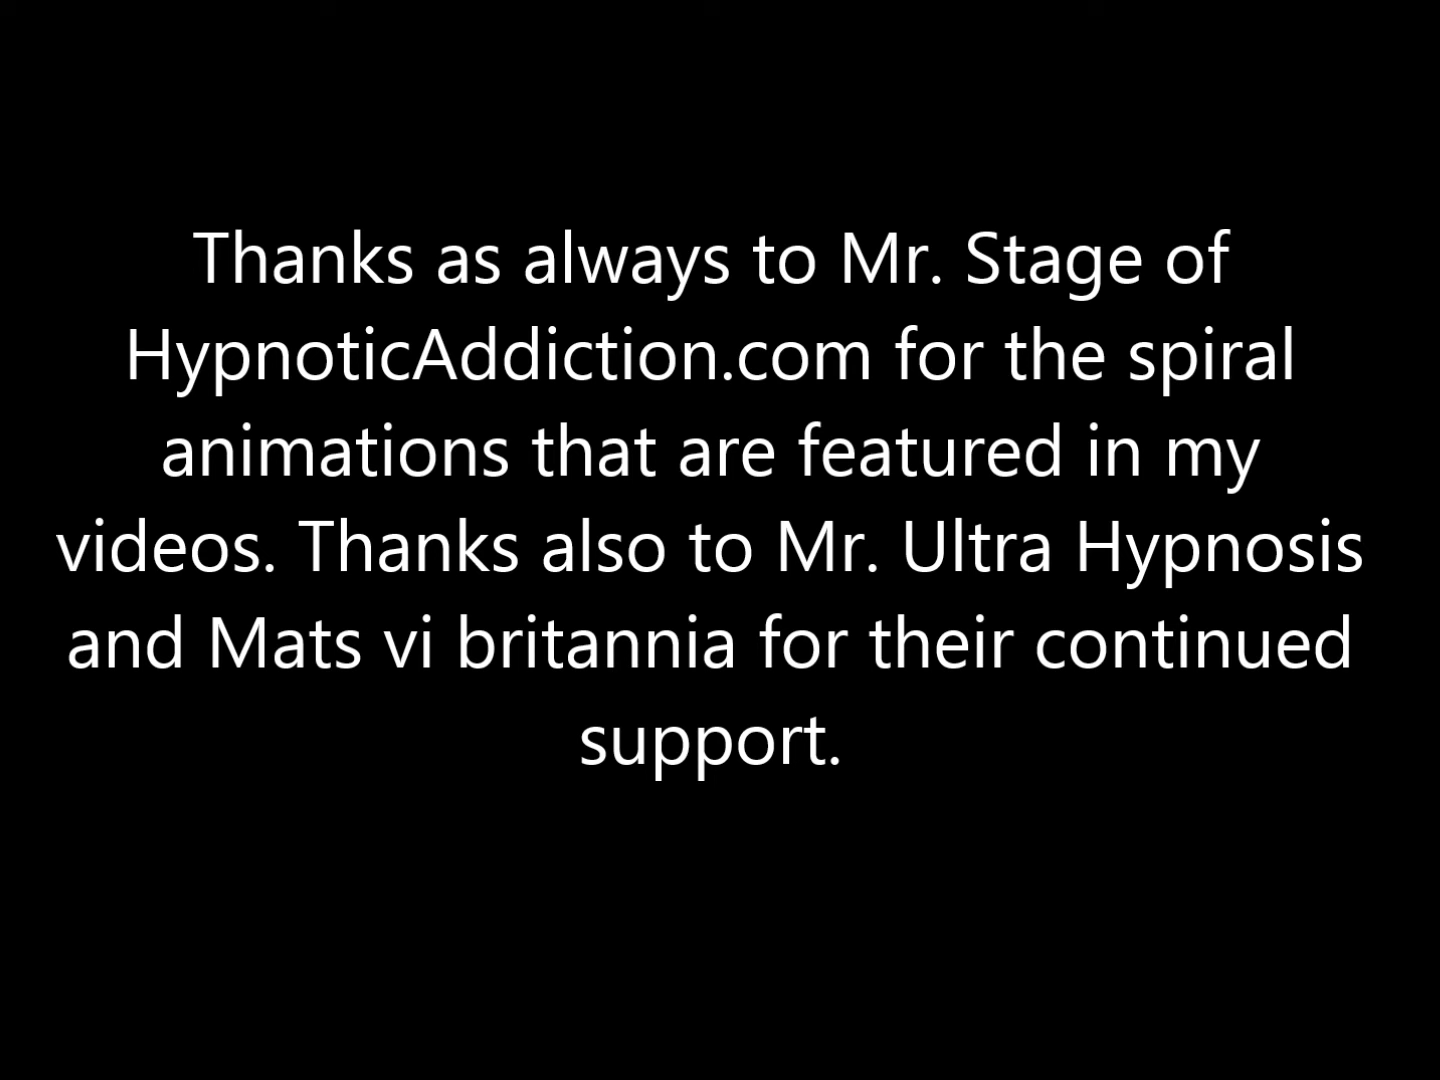 Thanks as always to Mr. Stage of
HypnoticAddiction.com for the spiral
animations that are featured in my
videos. Thanks also to Mr. Ultra Hypnosis
and Mats vi britannia for their continued
support.